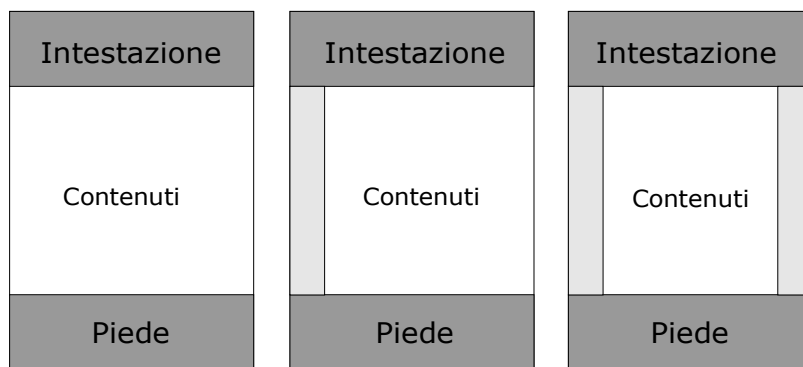 Intestazione
Contenuti
Piede
Intestazione
Contenuti
Piede
Intestazione
Contenuti
Piede